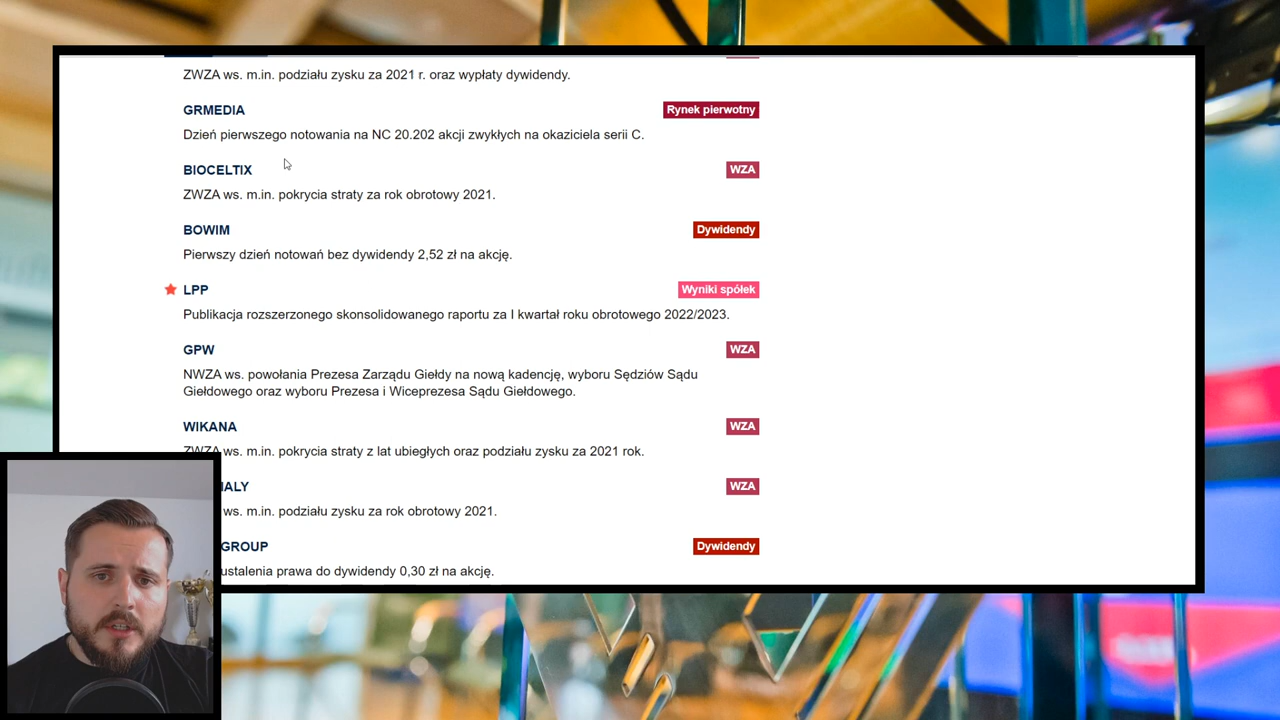 ZWZA ws. m.in. podziału zysku za 2021 r. oraz wypłaty dywidendy.
GRMEDIA
Rynek pierwotny
Dzień pierwszego notowania na NC 20.202 akcji zwykłych na okaziciela serii C.
BIOCELTIX
WZA
ZWZA ws. m.in. pokrycia straty za rok obrotowy 2021.
BOWIM
Dywidendy
Pierwszy dzień notowań bez dywidendy 2,52 zł na akcję.
LPP
Wyniki spółek
Publikacja rozszerzonego skonsolidowanego raportu za I kwartał roku obrotowego 2022/2023.
GPW
WZA
NWZA ws. powołania Prezesa Zarządu Giełdy na nową kadencję, wyboru Sędziów Sądu
Giełdowego oraz wyboru Prezesa i Wiceprezesa Sądu Giełdowego.
WIKANA
WZA
ZWZA ws. m.in. pokrycia straty z lat ubiegłych oraz podziału zysku za 2021 rok.
WZA
ws. m.in. podziału zysku za rok obrotowy 2021.
GROUP
Dywidendy
ustalenia prawa do dywidendy 0,30 zł na akcję.